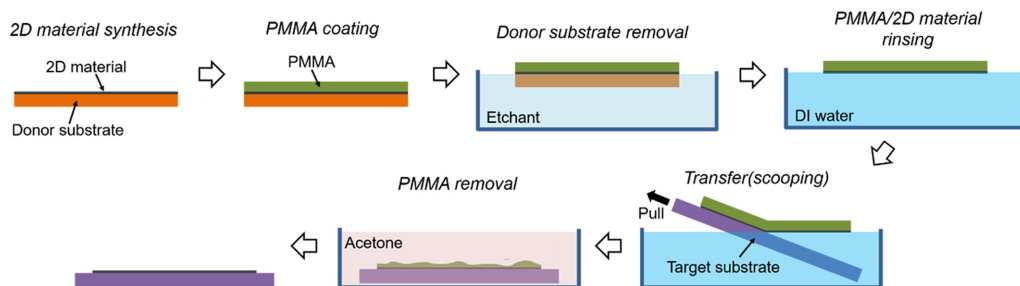 2D material synthesis
2D material
Donor substrate
PMMA coating
PMMA
Donor substrate removal
Etchant
PMMA/2D material
rinsing
DI water
Transfer(scooping)
Pull
Target substrate
PMMA removal
Acetone